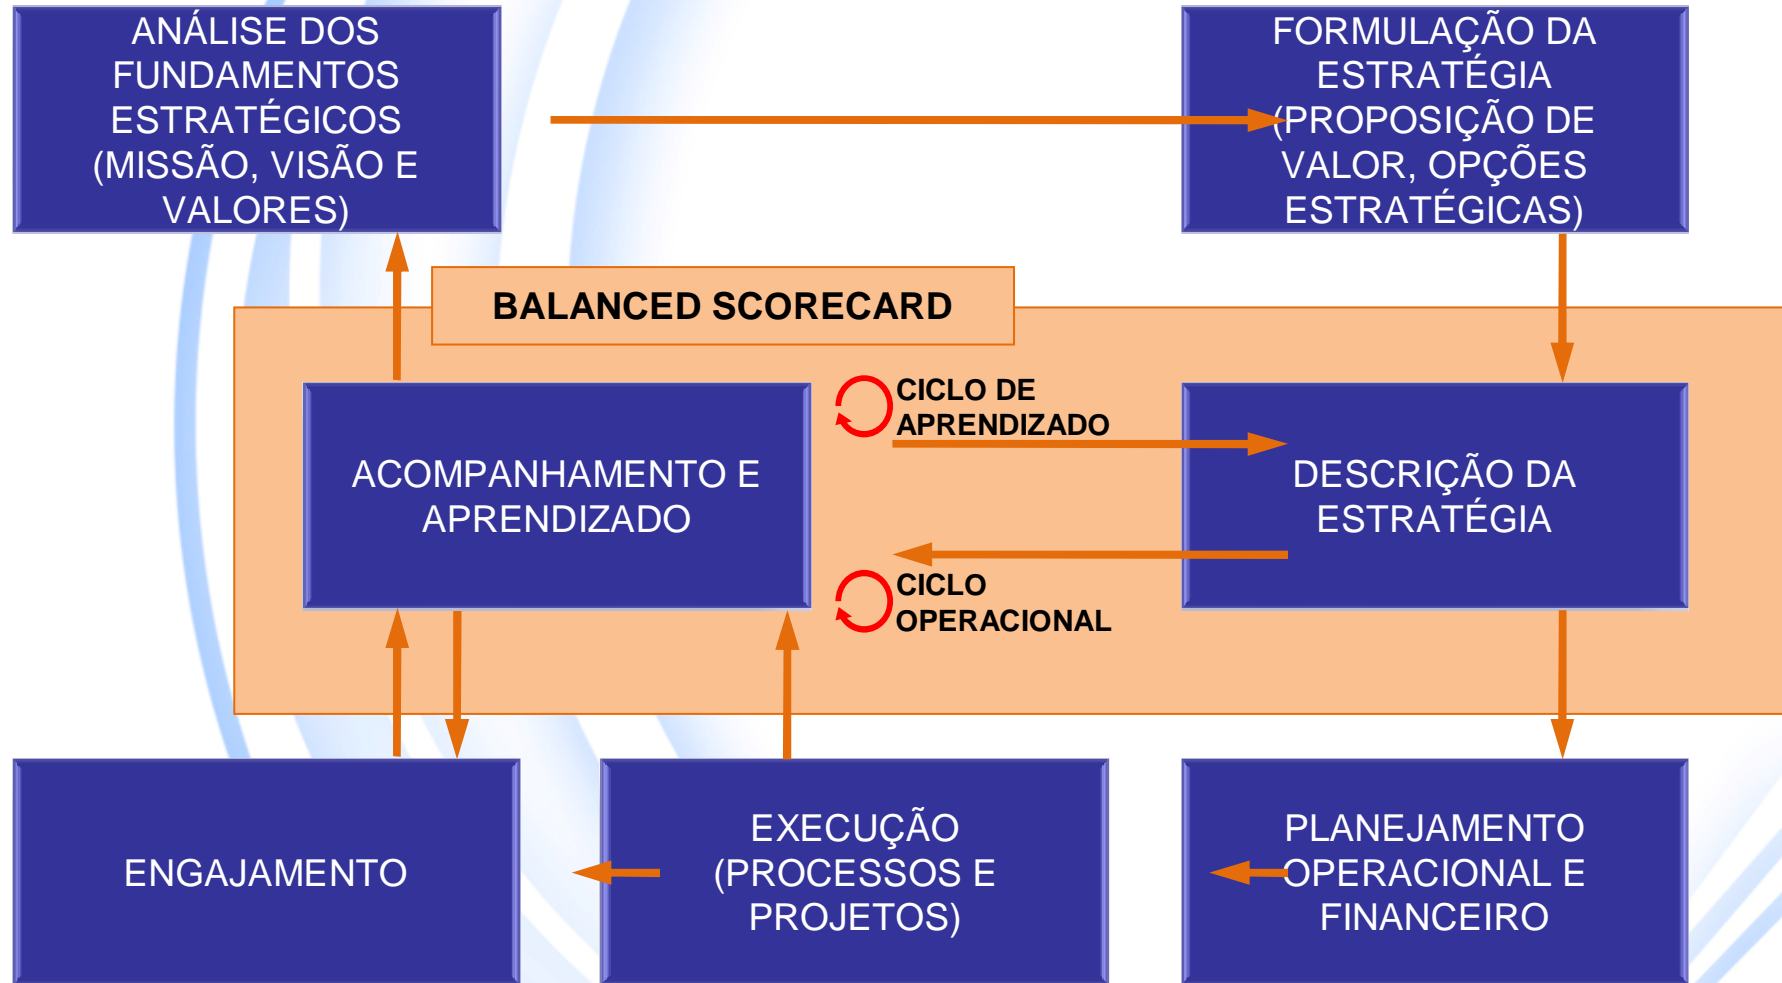 ANÁLISE DOS
FUNDAMENTOS
ESTRATÉGICOS
(MISSÃO, VISÃO E
VALORES)
FORMULAÇÃO DA
ESTRATÉGIA
(PROPOSIÇÃO DE
VALOR, OPÇÕES
ESTRATÉGICAS)
BALANCED SCORECARD
ACOMPANHAMENTO E
APRENDIZADO
CICLO DE
APRENDIZADO
CICLO
OPERACIONAL
DESCRIÇÃO DA
ESTRATÉGIA
ENGAJAMENTO
EXECUÇÃO
(PROCESSOS E
PROJETOS)
PLANEJAMENTO
OPERACIONAL E
FINANCEIRO